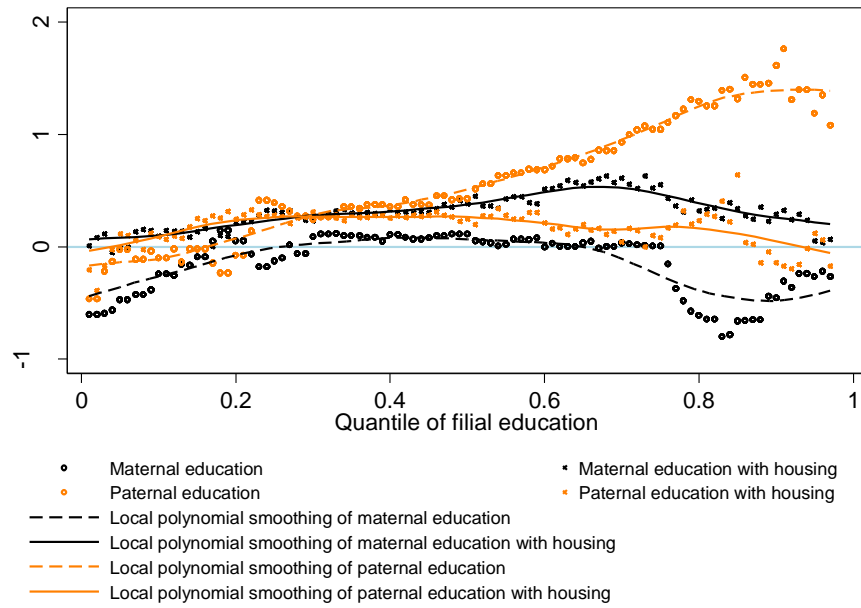 2
1
0
-1
0 0.2 0.4 0.6 0.8 1
Quantile of filial education
Maternal education Maternal education with housing
Paternal education Paternal education with housing
Local polynomial smoothing of maternal education
Local polynomial smoothing of maternal education with housing
Local polynomial smoothing of paternal education
Local polynomial smoothing of paternal education with housing